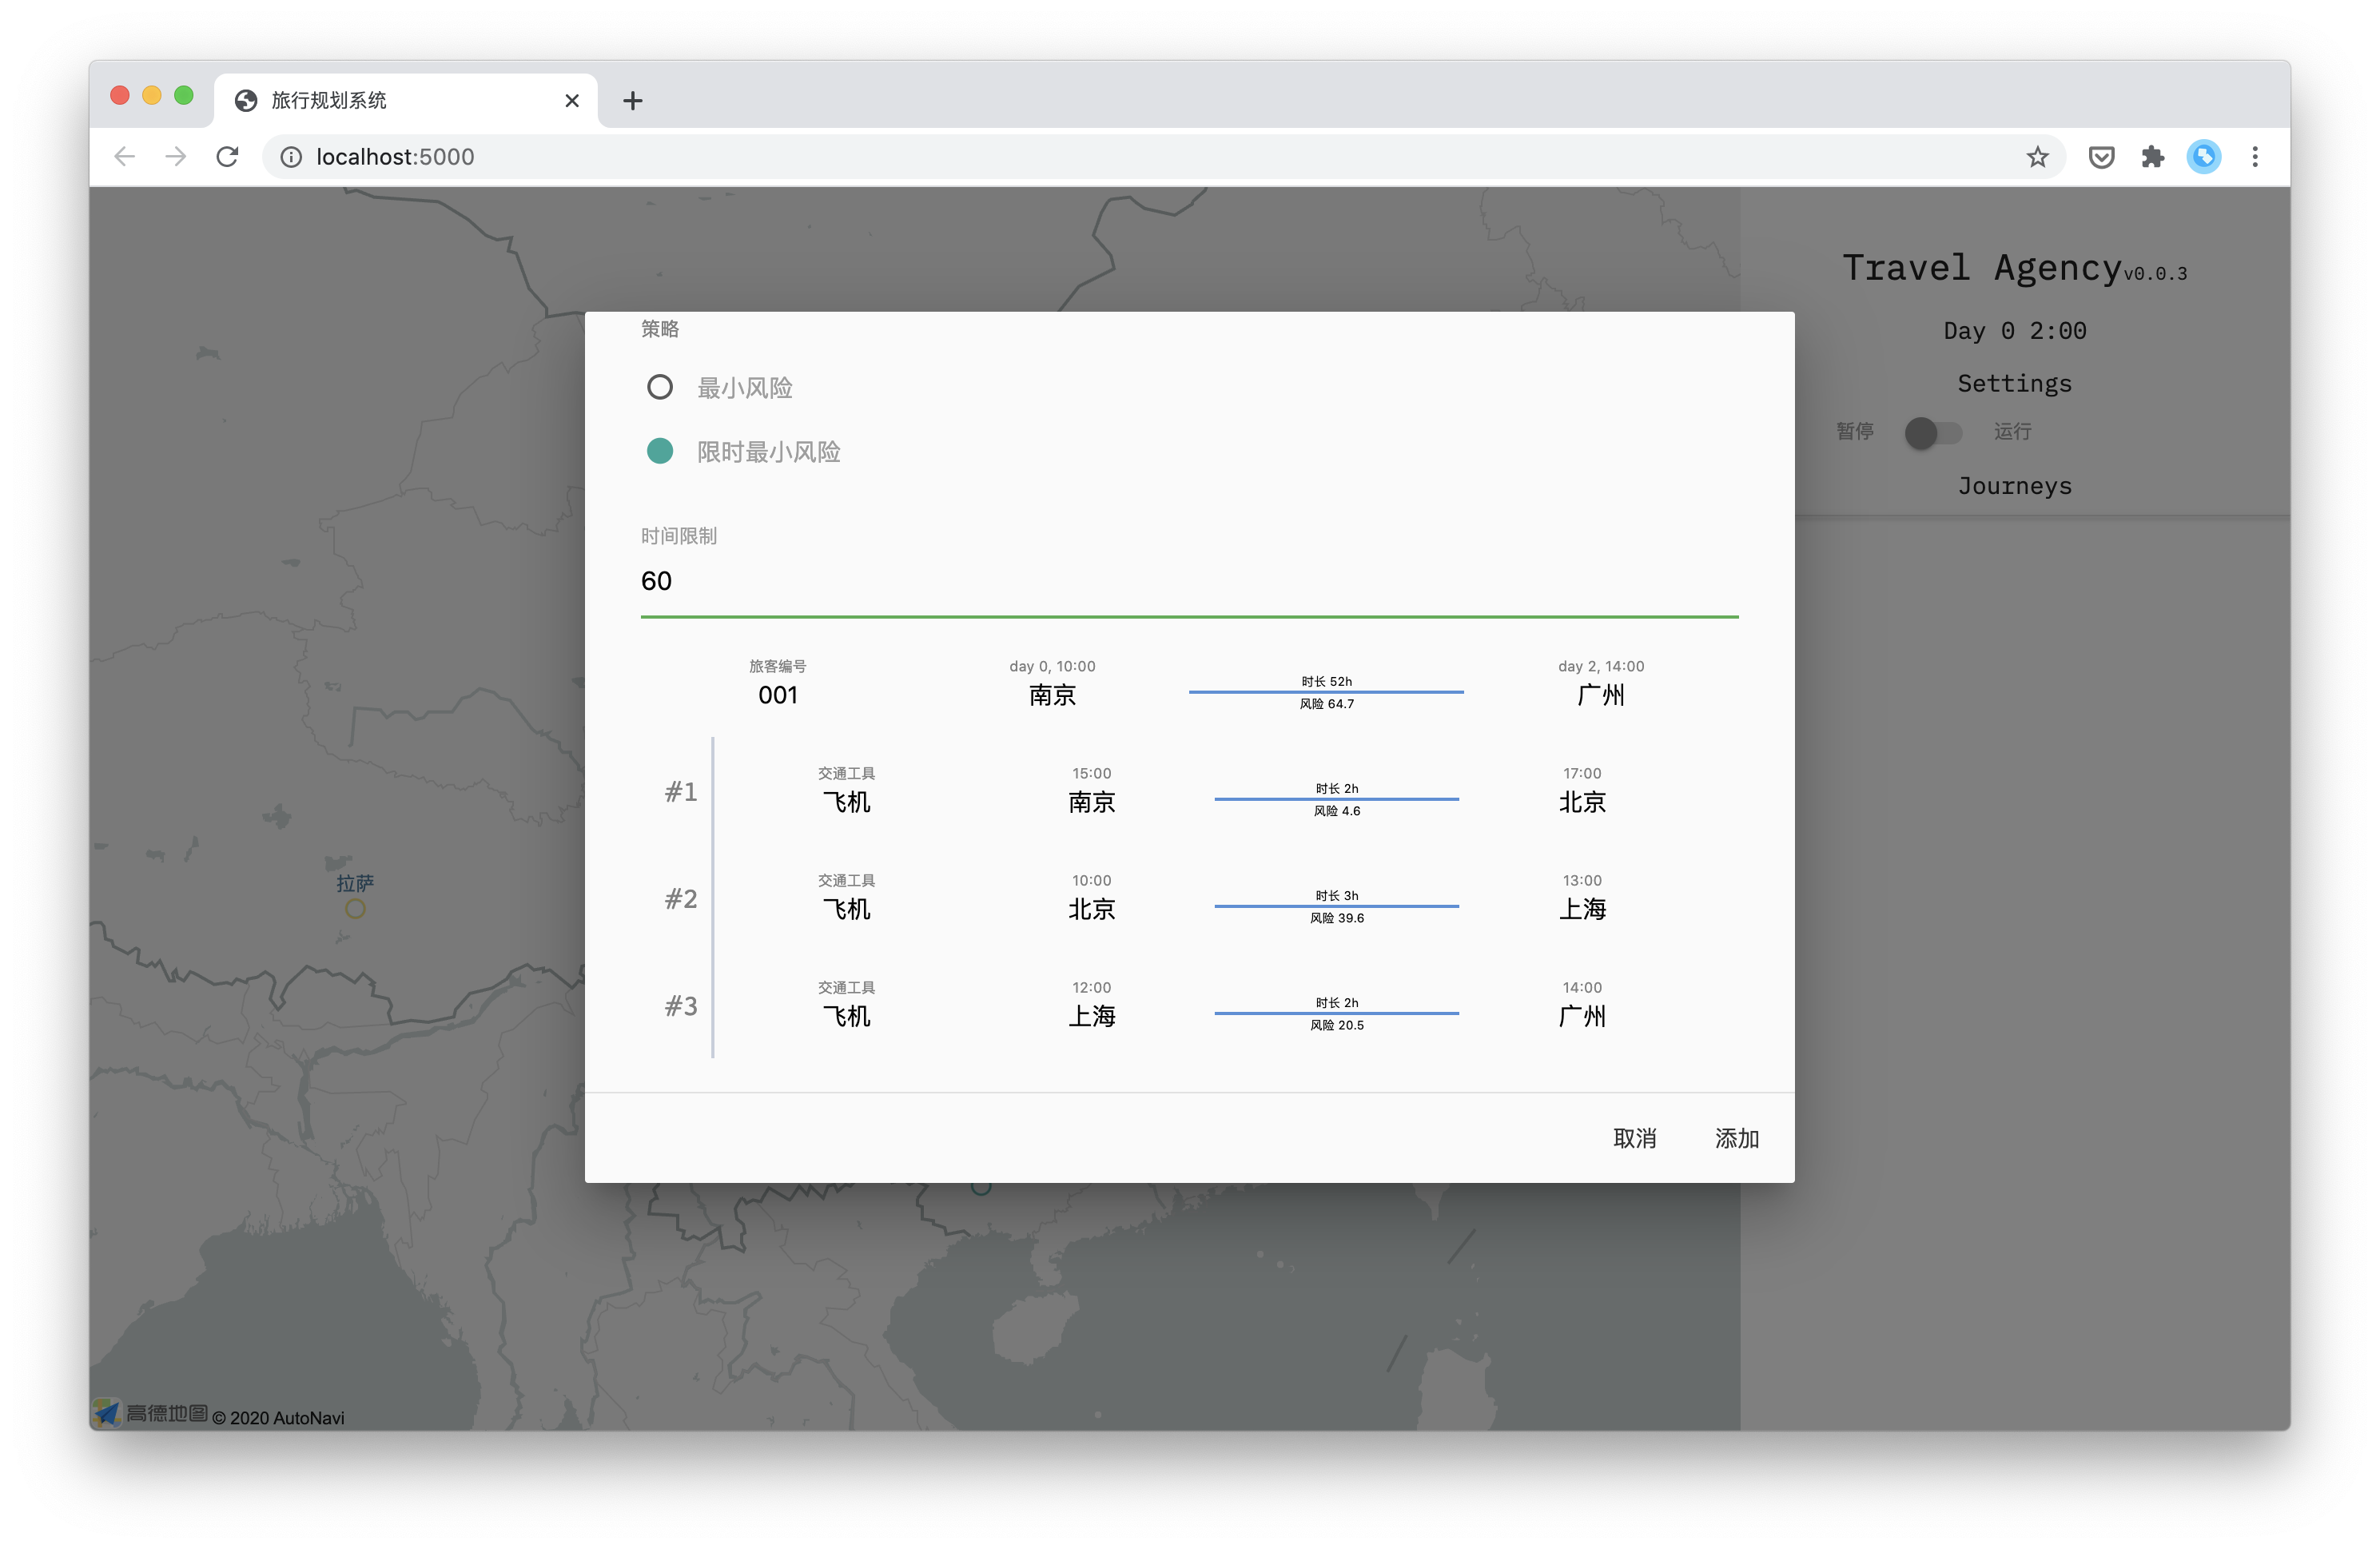 旅行规划系统
localhost:5000
Travel Agencyv0.0.3
Day 0 2:00
Settings
暂停 运行
Journeys
策略
最小风险
限时最小风险
时间限制
60
旅客编号 day 0, 10:00 时长 52h day 2, 14:00
001 南京 风险 64.7 广州
#1 交通工具 15:00 时长 2h 17:00
飞机 南京 风险 4.6 北京
#2 交通工具 10:00 时长 3h 13:00
飞机 北京 风险 39.6 上海
#3 交通工具 12:00 时长 2h 14:00
飞机 上海 风险 20.5 广州
取消 添加
拉萨
高德地图 © 2020 AutoNavi